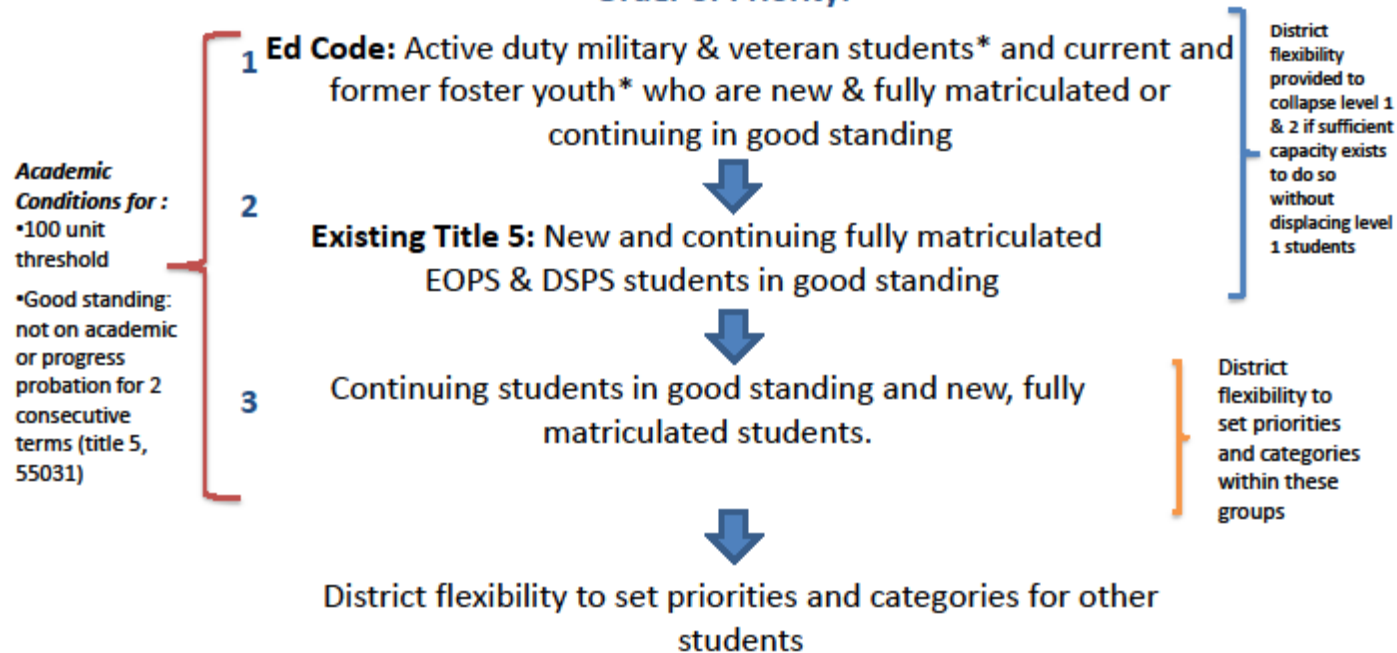 1 Ed Code: Active duty military & veteran students* and current and
former foster youth* who are new & fully matriculated or
continuing in good standing
District
flexibility
provided to
collapse level 1
& 2 if sufficient
capacity exists
to do so
without
displacing level
1 students
Academic
Conditions for :
•100 unit
threshold
•Good standing:
not on academic
or progress
probation for 2
consecutive
terms (title 5,
55031)
2
Existing Title 5: New and continuing fully matriculated
EOPS & DSPS students in good standing
3
Continuing students in good standing and new, fully
matriculated students.
District
flexibility to
set priorities
and categories
within these
groups
District flexibility to set priorities and categories for other
students